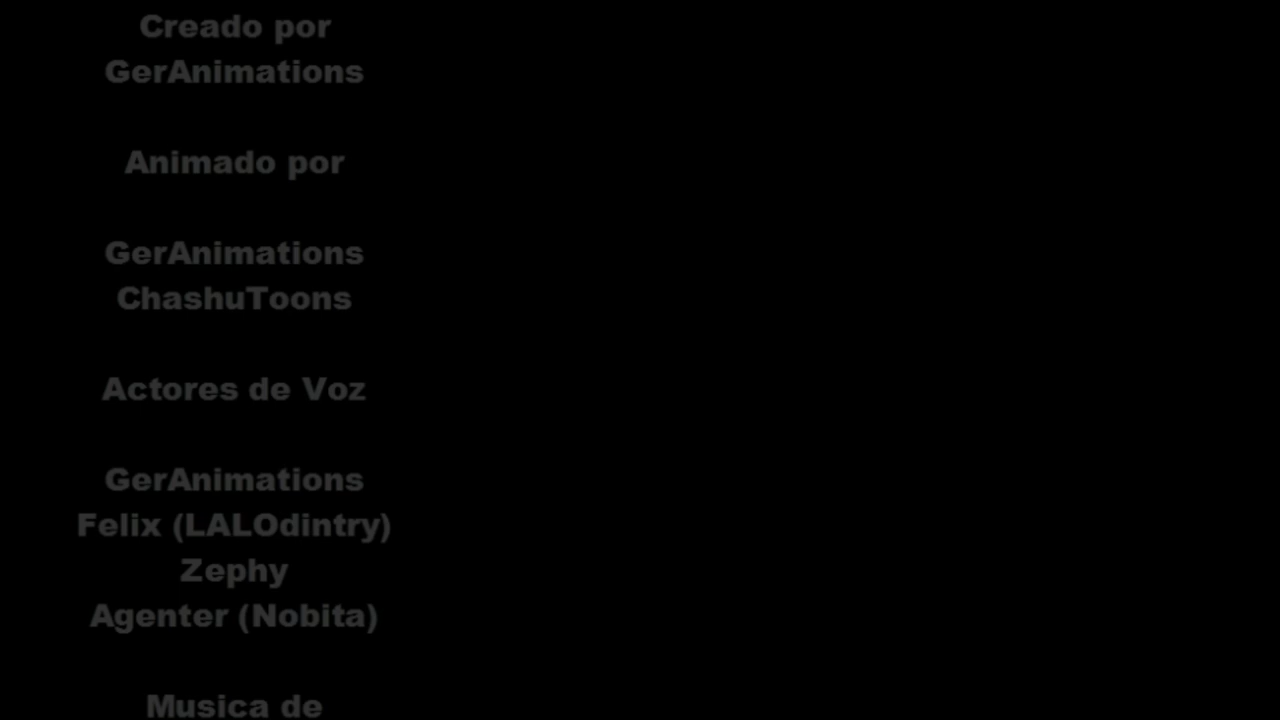 Creado por
GerAnimations
Animado por
GerAnimations
ChashuToons
Actores de Voz
GerAnimations
Felix (LALOdintry)
Zephy
Agenter (Nobita)
Musica de